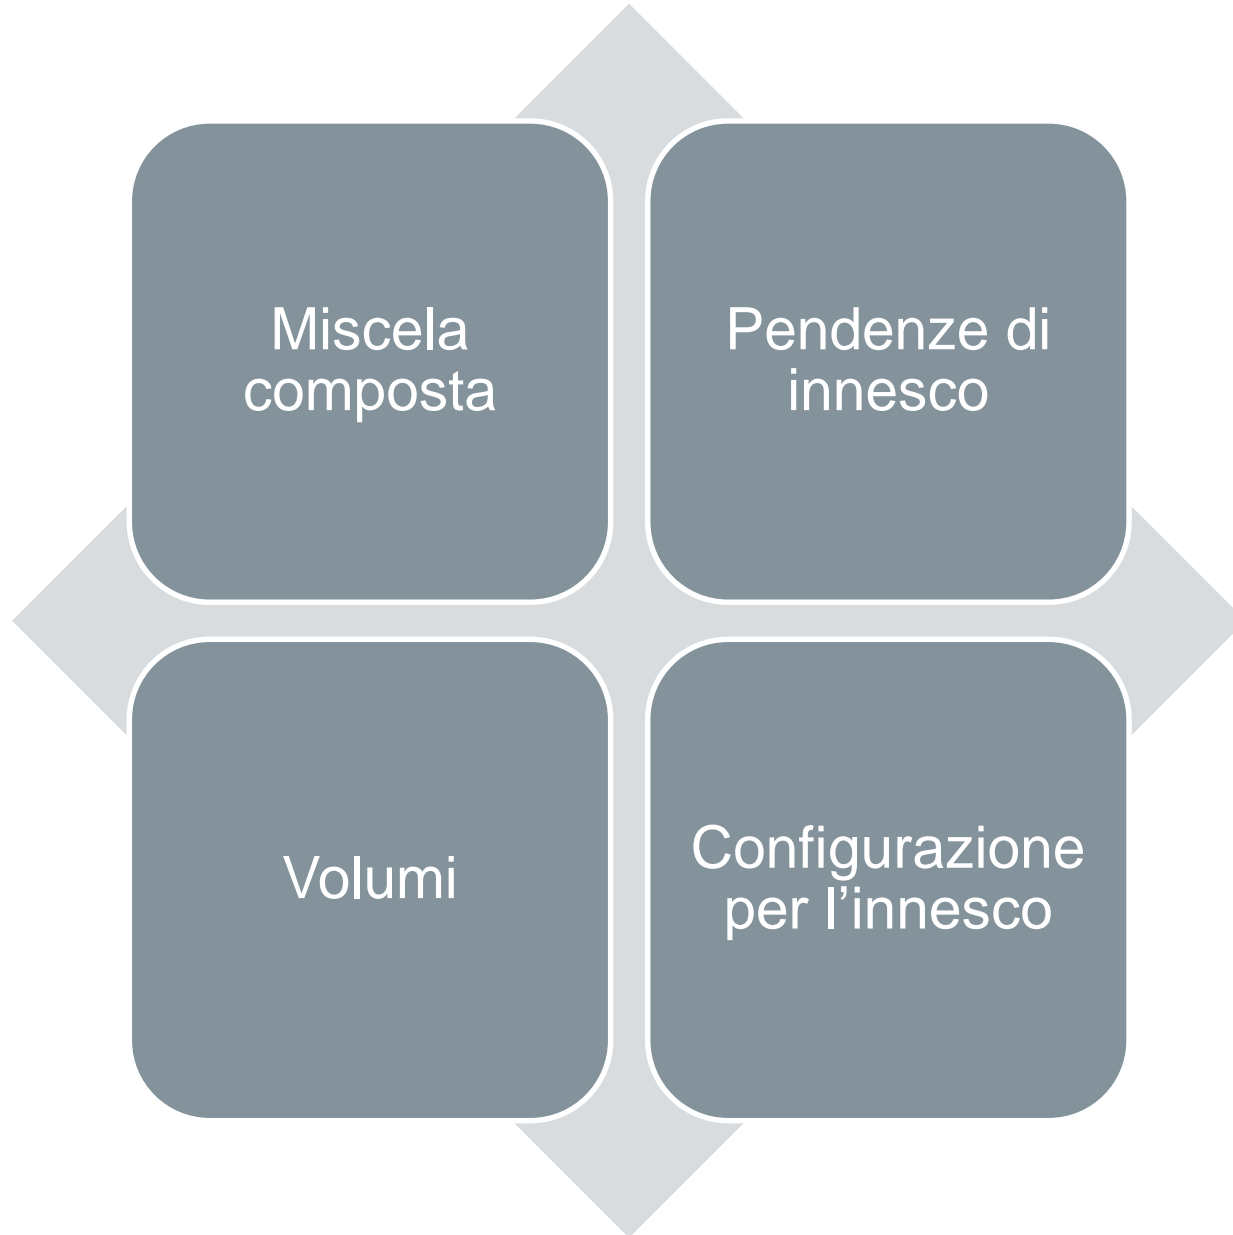 Miscela
composta
Pendenze di
innesco
Volumi
Configurazione
per l’innesco